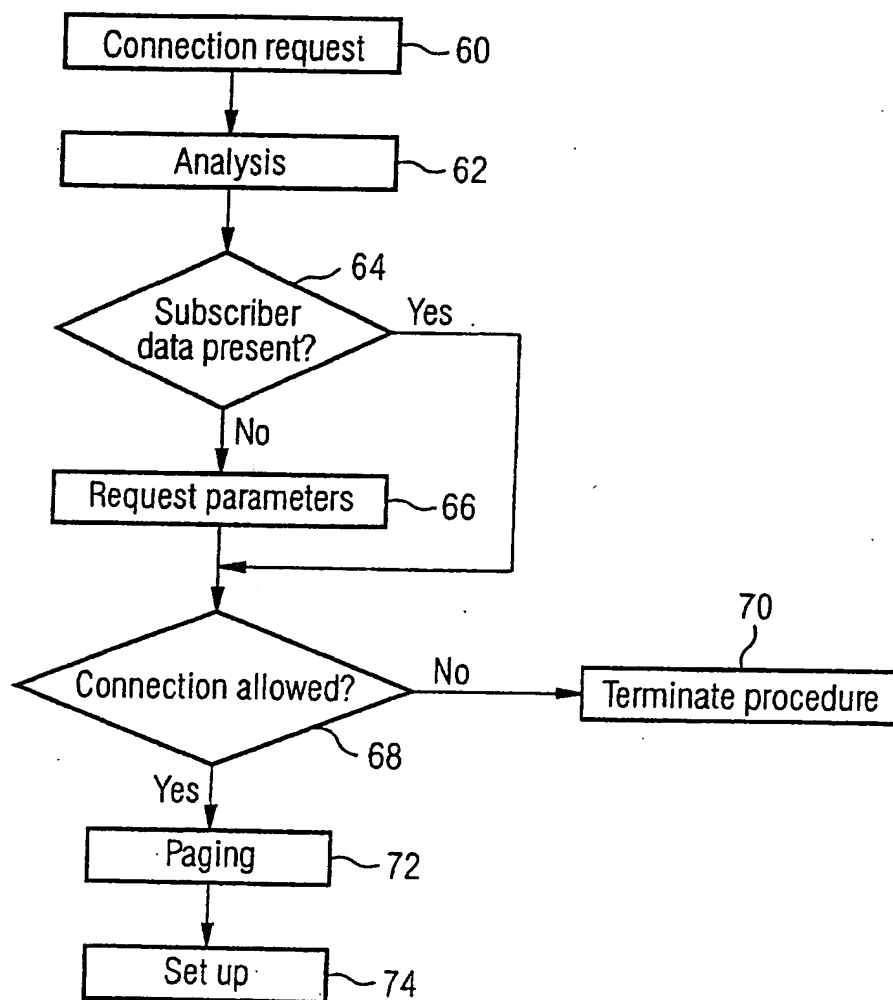 Connection request
60
Analysis
62
64
Subscriber
data present?
Yes
No
Request parameters
66
70
Connection allowed?
No
Terminate procedure
68
Yes
Paging
72
Set up
74